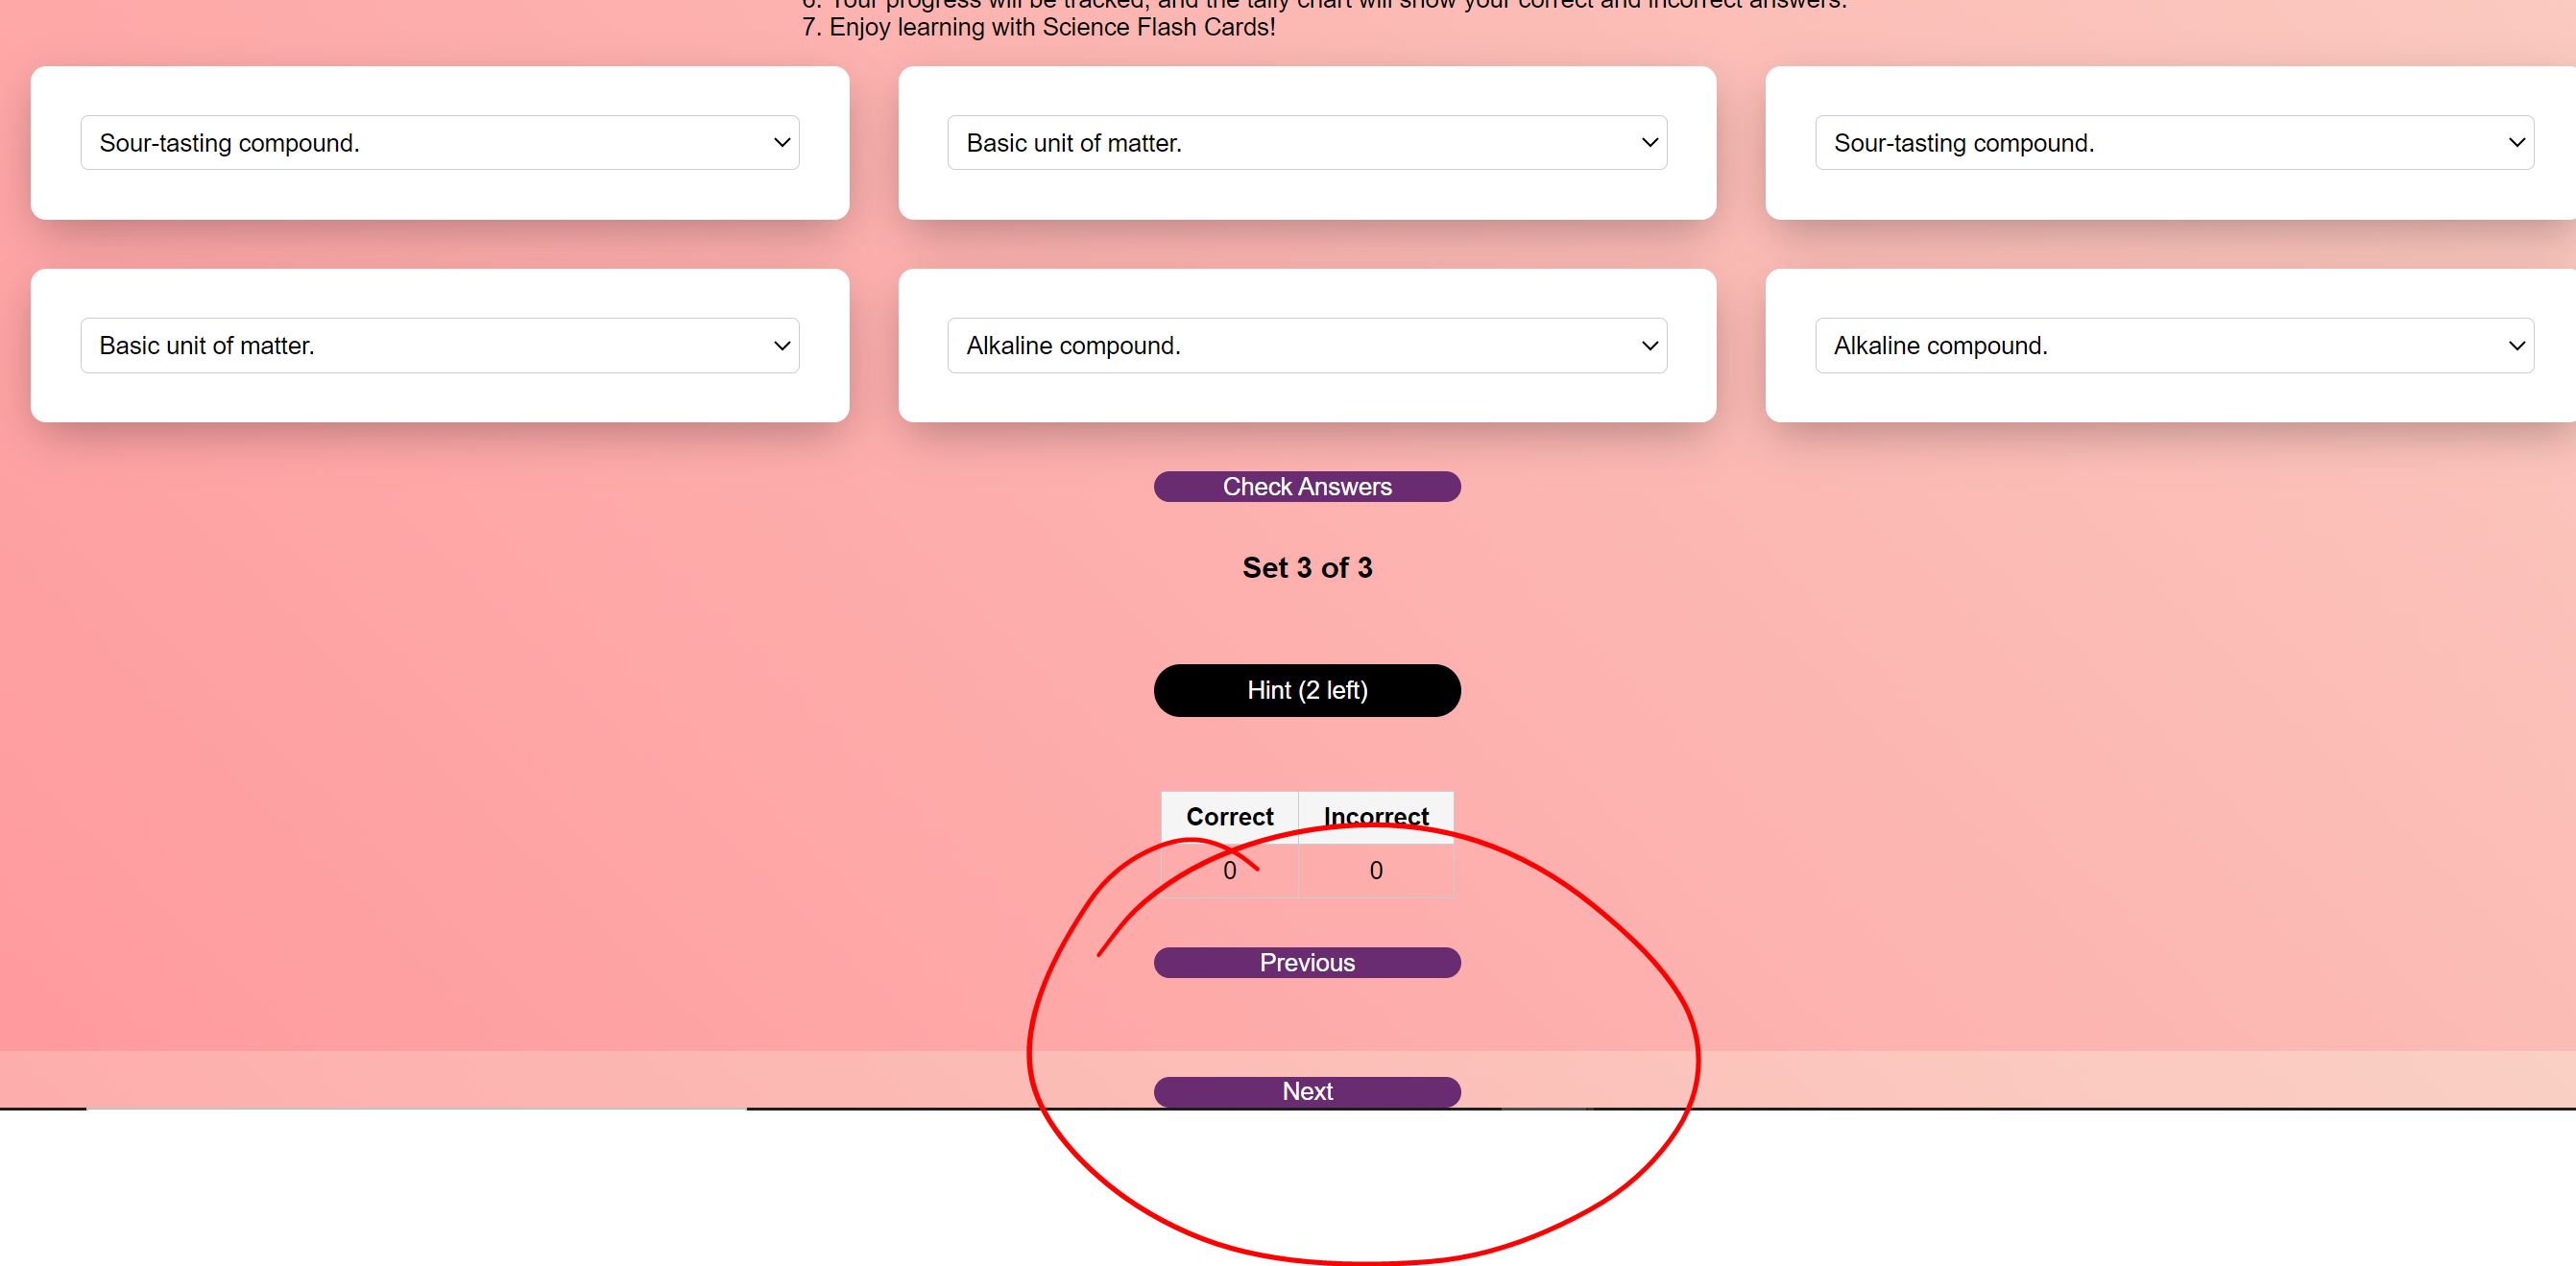 6. Your progress will be tracked, and the tally chart will show your correct and incorrect answers.
7. Enjoy learning with Science Flash Cards!
Sour-tasting compound.
Basic unit of matter.
Sour-tasting compound.
Basic unit of matter.
Alkaline compound.
Alkaline compound.
Check Answers
Set 3 of 3
Hint (2 left)
Correct Incorrect
0 0
Previous
Next